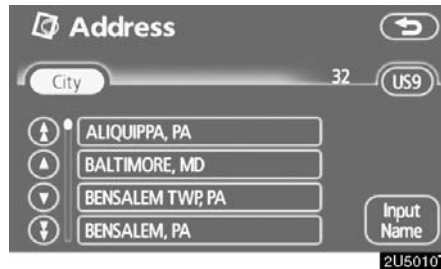 Address
City
32
US9
ALIQUIPPA, PA
BALTIMORE, MD
BENSALEM TWP, PA
BENSALEM, PA
Input
Name
2U5010